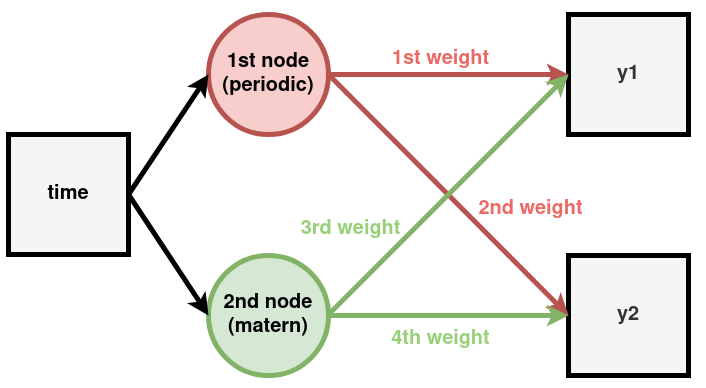 1st node
(periodic)
1st weight
y1
time
3rd weight
2nd weight
2nd node
(matern)
4th weight
y2